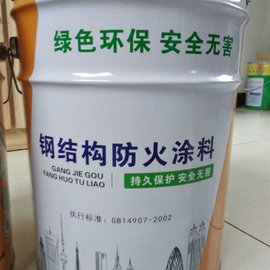 绿色环保 安全无害
钢结构防火涂料
GANG JIE GOU
FANG HUO TU LIAO
持久保护 安全无害
执行标准：GB14907-2002